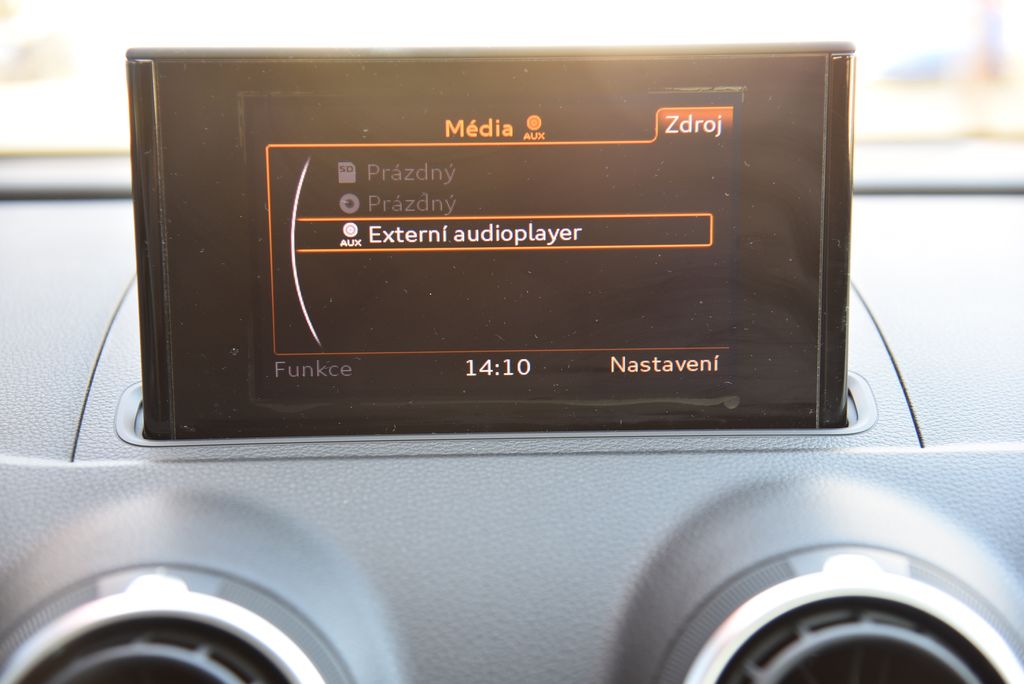 Média AUX
Zdroj
SD Prázdný
Prázdný
AUX Externí audioplayer
Funkce 14:10 Nastavení